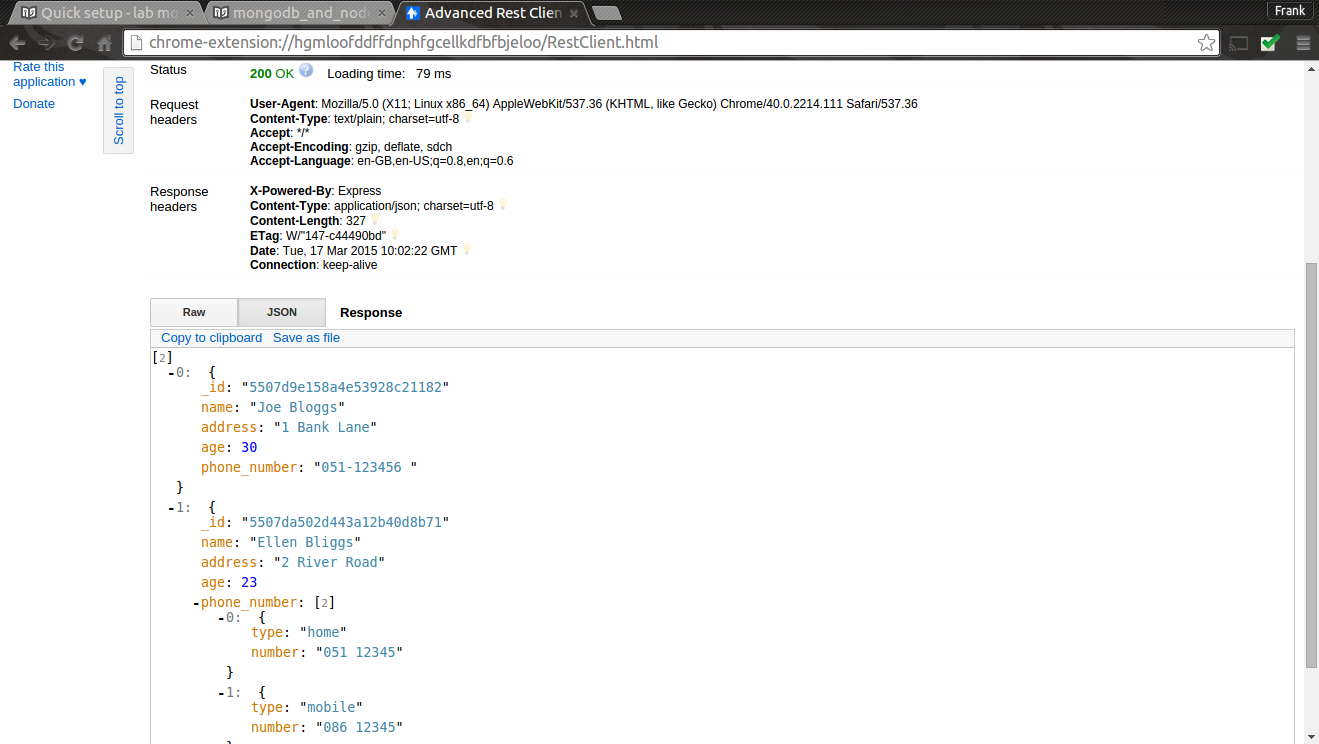 Quick setup - lab mo
mongodb_and_node
Advanced Rest Clien
Frank
chrome-extension://hgmloofddffdnphfgcellkdfbfbjeloo/RestClient.html
Rate this
application ♥
Donate
Scroll to top
Status 200 OK Loading time: 79 ms
Request
headers
User-Agent: Mozilla/5.0 (X11; Linux x86_64) AppleWebKit/537.36 (KHTML, like Gecko) Chrome/40.0.2214.111 Safari/537.36
Content-Type: text/plain; charset=utf-8
Accept: */*
Accept-Encoding: gzip, deflate, sdch
Accept-Language: en-GB,en-US;q=0.8,en;q=0.6
Response
headers
X-Powered-By: Express
Content-Type: application/json; charset=utf-8
Content-Length: 327
ETag: W/"147-c44490bd"
Date: Tue, 17 Mar 2015 10:02:22 GMT
Connection: keep-alive
Raw JSON Response
Copy to clipboard Save as file
[2]
-0: {
_id: "5507d9e158a4e53928c21182"
name: "Joe Bloggs"
address: "1 Bank Lane"
age: 30
phone_number: "051-123456 "
}
-1: {
_id: "5507da502d443a12b40d8b71"
name: "Ellen Bliggs"
address: "2 River Road"
age: 23
-phone_number: [2]
-0: {
type: "home"
number: "051 12345"
}
-1: {
type: "mobile"
number: "086 12345"